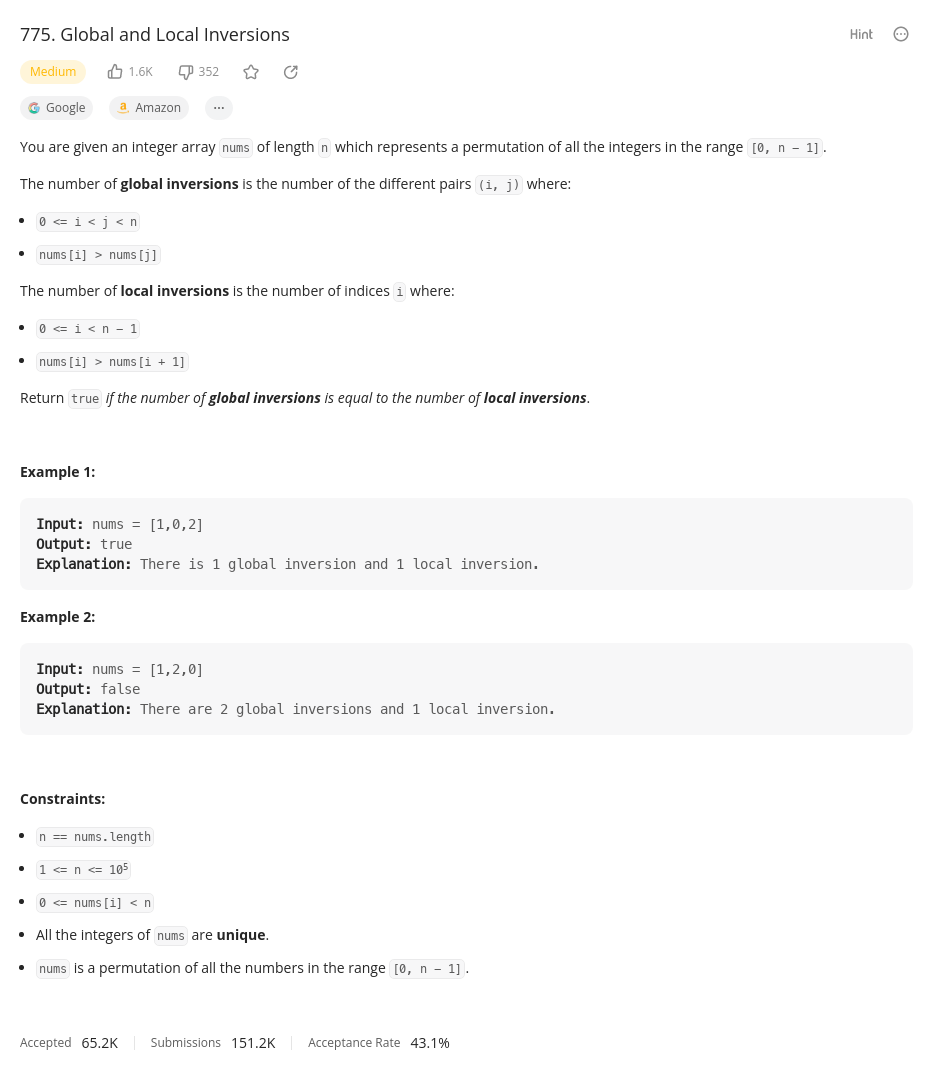 775. Global and Local Inversions
Hint
Medium 1.6K 352
Google Amazon ...
You are given an integer array nums of length n which represents a permutation of all the integers in the range [0, n - 1].
The number of global inversions is the number of the different pairs (i, j) where:
• 0 <= i < j < n
• nums[i] > nums[j]
The number of local inversions is the number of indices i where:
• 0 <= i < n - 1
• nums[i] > nums[i + 1]
Return true if the number of global inversions is equal to the number of local inversions.
Example 1:
Input: nums = [1,0,2]
Output: true
Explanation: There is 1 global inversion and 1 local inversion.
Example 2:
Input: nums = [1,2,0]
Output: false
Explanation: There are 2 global inversions and 1 local inversion.
Constraints:
• n == nums.length
• 1 <= n <= 10⁵
• 0 <= nums[i] < n
• All the integers of nums are unique.
• nums is a permutation of all the numbers in the range [0, n - 1].
Accepted 65.2K Submissions 151.2K Acceptance Rate 43.1%